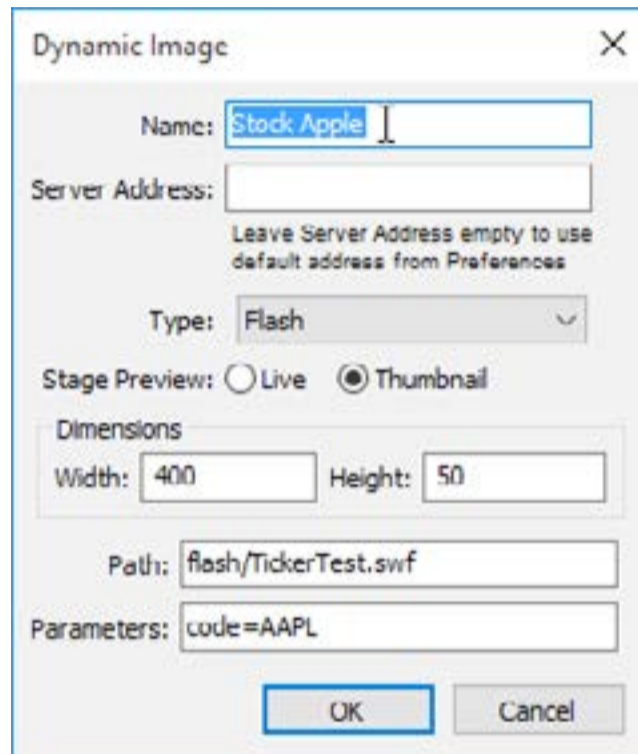 Dynamic Image
Name: Stock Apple
Server Address:
Leave Server Address empty to use
default address from Preferences
Type: Flash
Stage Preview: Live Thumbnail
Dimensions
Width: 400 Height: 50
Path: flash/TickerTest.swf
Parameters: code=AAPL
OK Cancel